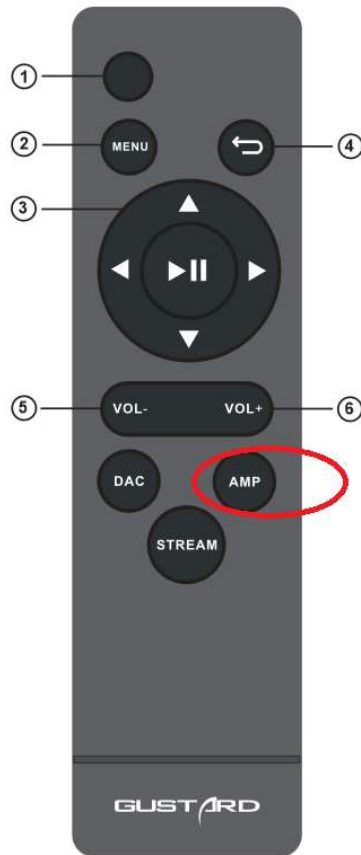 ①
② MENU ④
③
⑤ VOL- VOL+ ⑥
DAC AMP
STREAM
GUSTARD